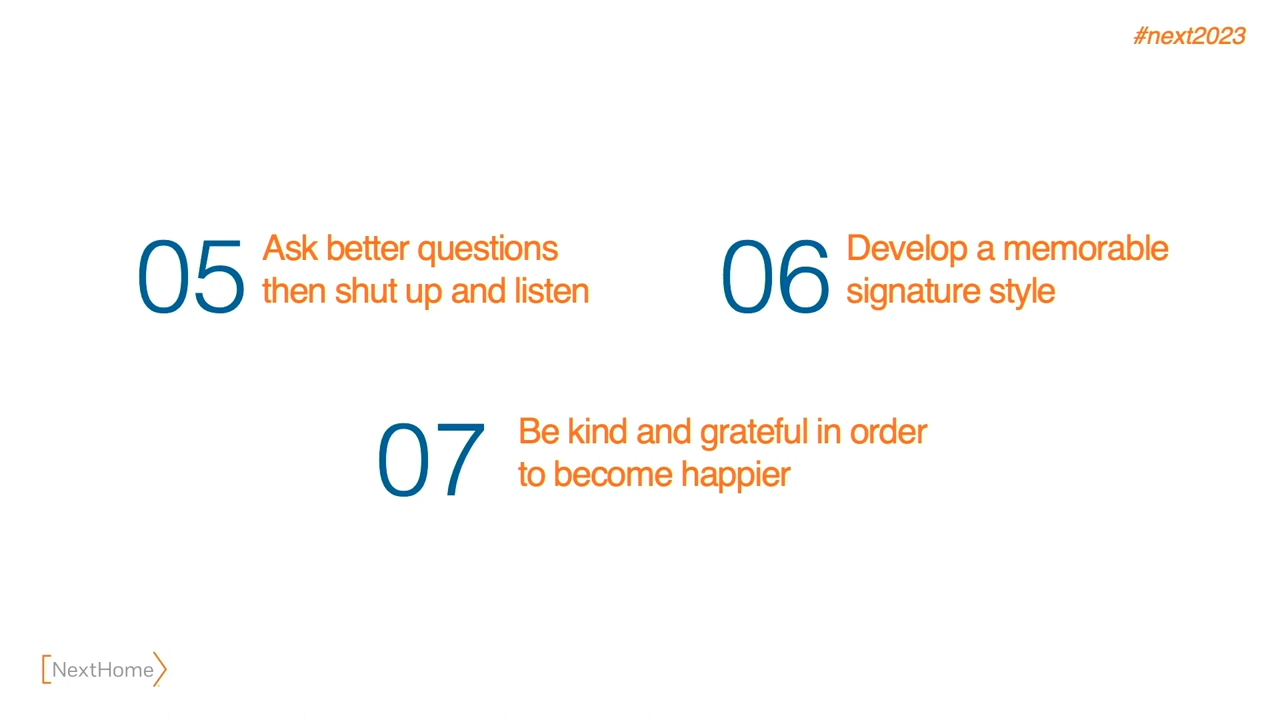 #next2023
05
Ask better questions
then shut up and listen
06
Develop a memorable
signature style
07
Be kind and grateful in order
to become happier
NextHome